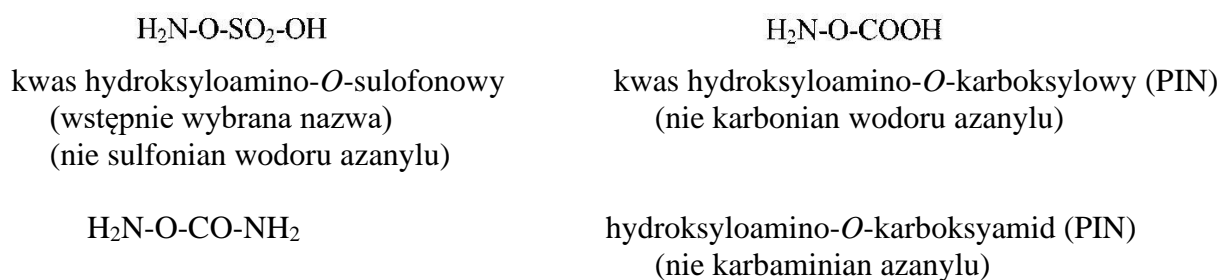 H₂N-O-SO₂-OH
kwas hydroksyloamino-O-sulofonowy
(wstępnie wybrana nazwa)
(nie sulfonian wodoru azanylu)
H₂N-O-COOH
kwas hydroksyloamino-O-karboksylowy (PIN)
(nie karbonian wodoru azanylu)
H₂N-O-CO-NH₂
hydroksyloamino-O-karboksyamid (PIN)
(nie karbaminian azanylu)